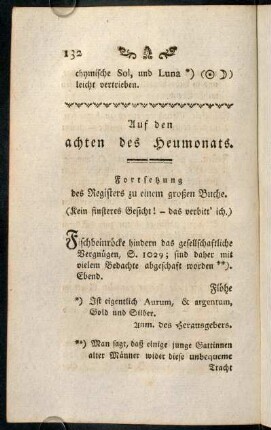 132
chymische Sol, und Luna *) (☉☽)
leicht vertrieben.
Auf den
achten des Heumonats.
Fortsetzung
des Registers zu einem großen Buche.
(Kein finsteres Gesicht! – das verbitt' ich.)
Fischbeinröcke hindern das gesellschaftliche
Vergnügen, S. 1029; sind daher mit
vielem Bedachte abgeschaft worden **).
Ebend.
Flöhe
*) Ist eigentlich Aurum, & argentum,
Gold und Silber.
Anm. des Herausgebers.
**) Man sagt, daß einige junge Gattinnen
alter Männer wider diese unbequeme
Tracht